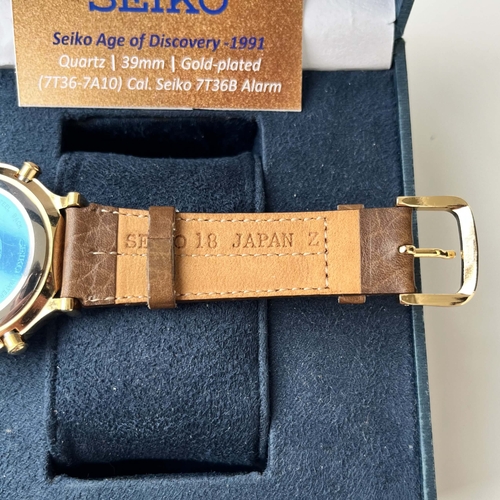 SEIKO
Seiko Age of Discovery -1991
Quartz | 39mm | Gold-plated
(7T36-7A10) Cal. Seiko 7T36B Alarm
18 JAPAN Z